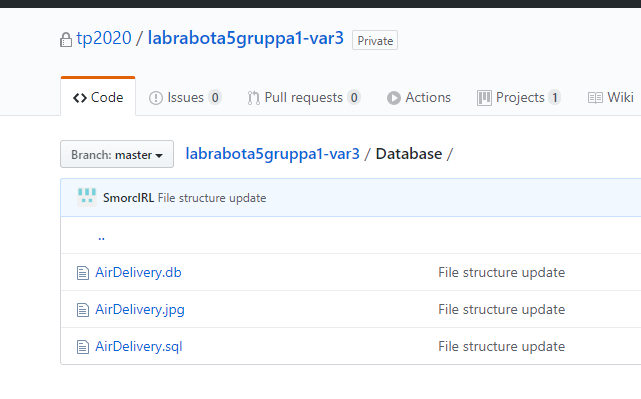 tp2020 / labrabota5gruppa1-var3 Private
Code Issues 0 Pull requests 0 Actions Projects 1 Wiki
Branch: master labrabota5gruppa1-var3 / Database /
SmorcIRL File structure update
..
AirDelivery.db File structure update
AirDelivery.jpg File structure update
AirDelivery.sql File structure update